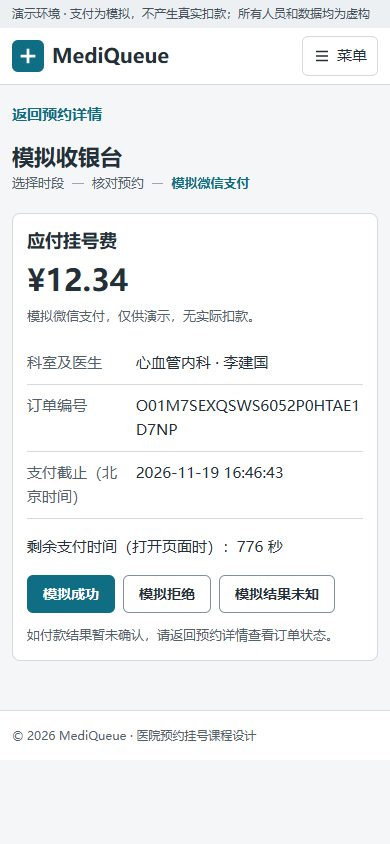 演示环境 · 支付为模拟，不产生真实扣款；所有人员和数据均为虚构
MediQueue
菜单
返回预约详情
模拟收银台
选择时段 — 核对预约 — 模拟微信支付
应付挂号费
¥12.34
模拟微信支付，仅供演示，无实际扣款。
科室及医生 心血管内科 · 李建国
订单编号 O01M7SEXQSWS6052P0HTAE1
D7NP
支付截止（北 2026-11-19 16:46:43
京时间）
剩余支付时间（打开页面时）：776 秒
模拟成功 模拟拒绝 模拟结果未知
如付款结果暂未确认，请返回预约详情查看订单状态。
© 2026 MediQueue · 医院预约挂号课程设计